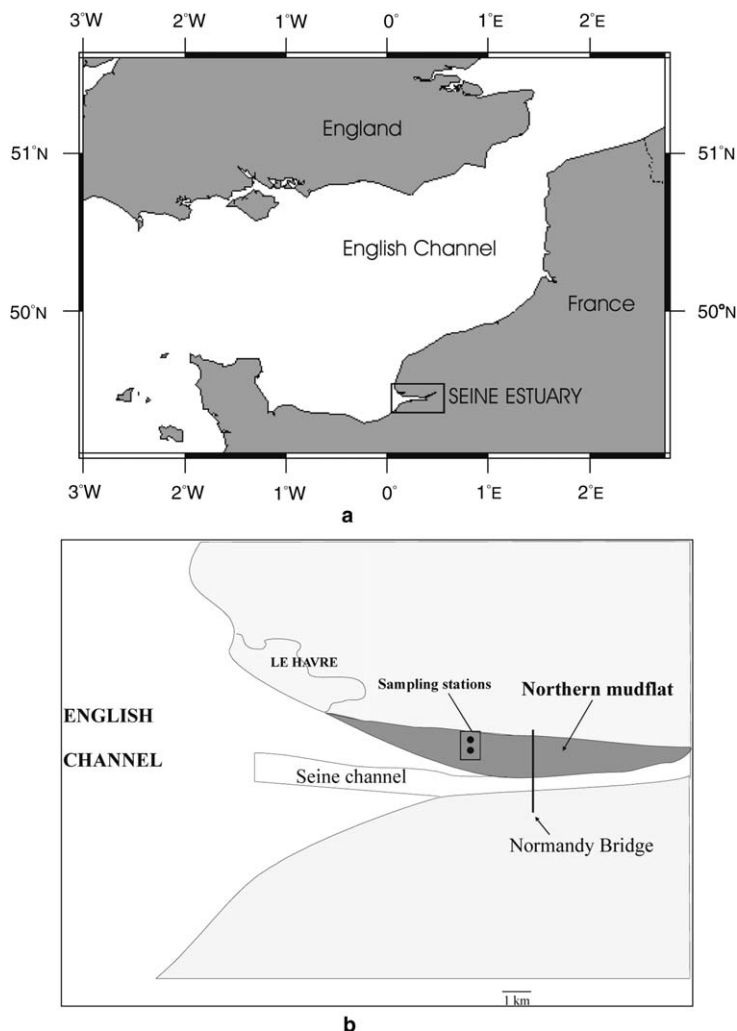 3°W 2°W 1°W 0° 1°E 2°E
England
51°N 51°N
English Channel
50°N 50°N
France
SEINE ESTUARY
3°W 2°W 1°W 0° 1°E 2°E
a
LE HAVRE
Sampling stations
Northern mudflat
ENGLISH
CHANNEL
Seine channel
Normandy Bridge
1 km
b